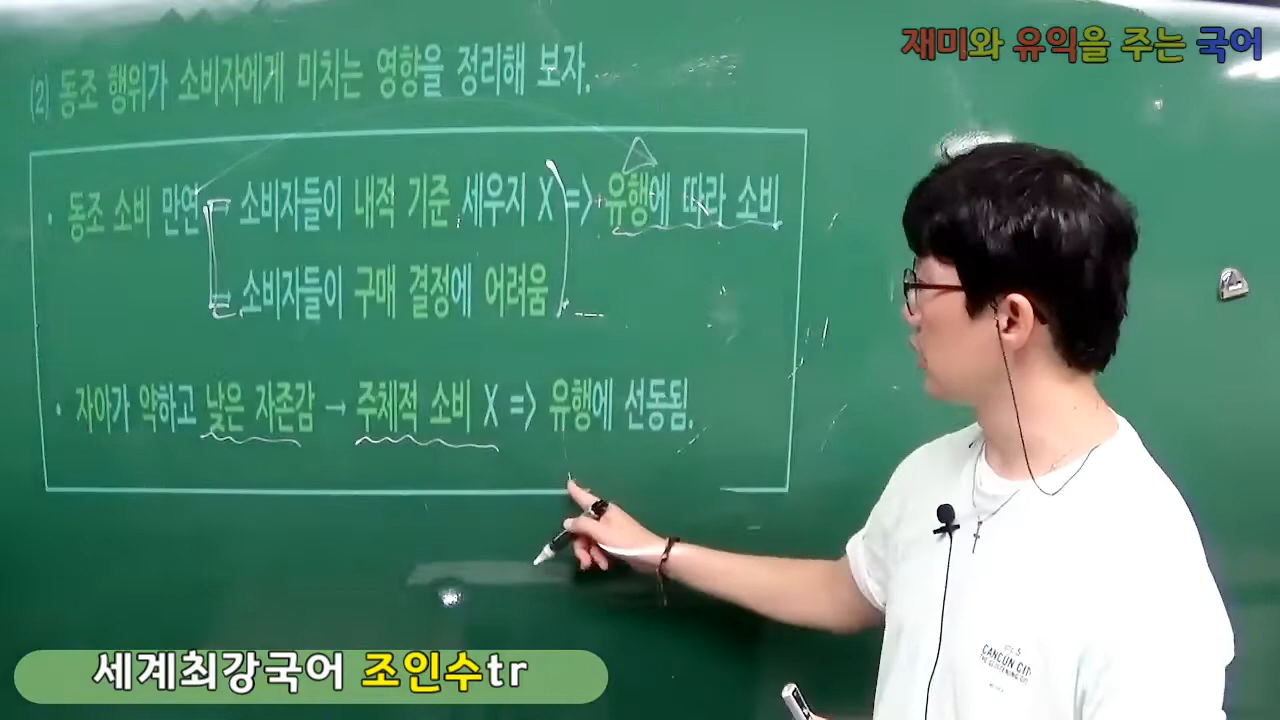 재미와 유익을 주는 국어
(2) 동조 행위가 소비자에게 미치는 영향을 정리해 보자.
· 동조 소비 만연 소비자들이 내적 기준 세우지 X => 유행에 따라 소비
소비자들이 구매 결정에 어려움
· 자아가 약하고 낮은 자존감 → 주체적 소비 X => 유행에 선동됨.
CANCUN CITY
세계최강국어 조인수tr